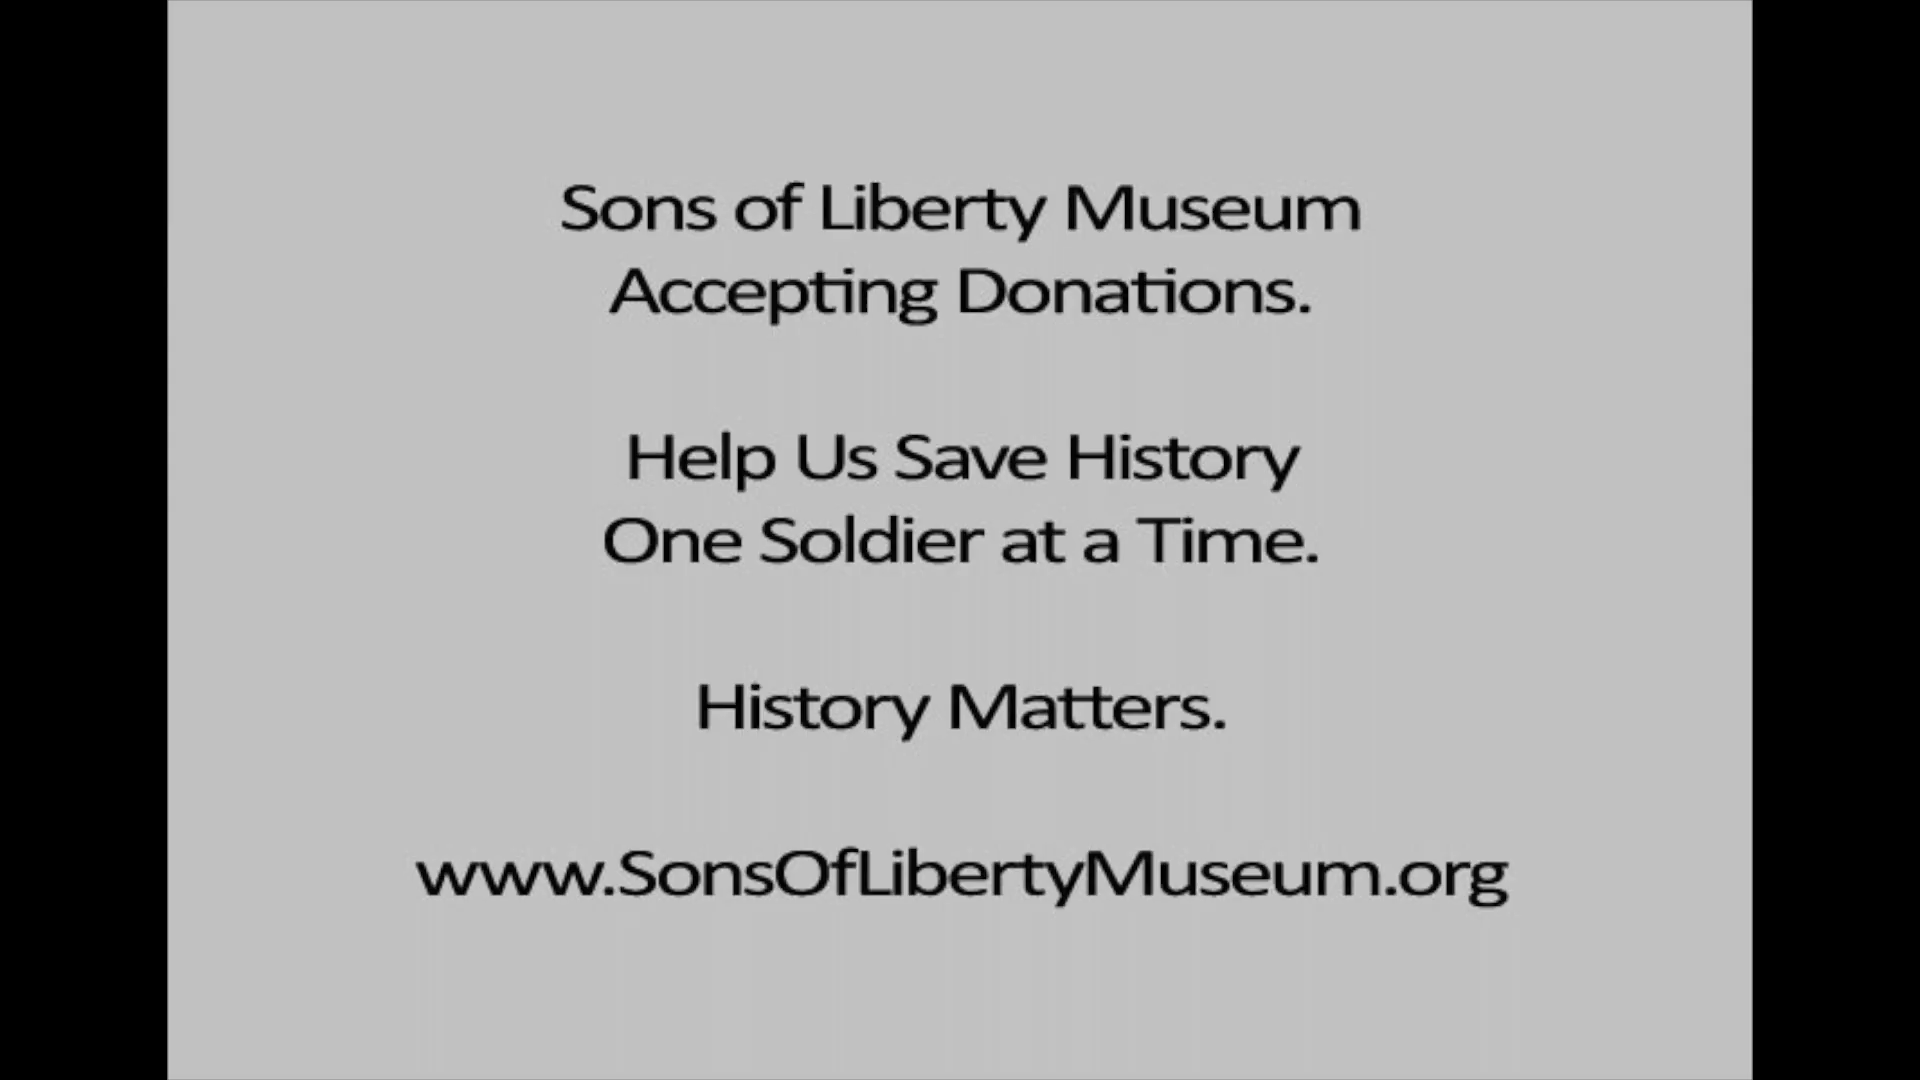 Sons of Liberty Museum
Accepting Donations.
Help Us Save History
One Soldier at a Time.
History Matters.
www.SonsOfLibertyMuseum.org